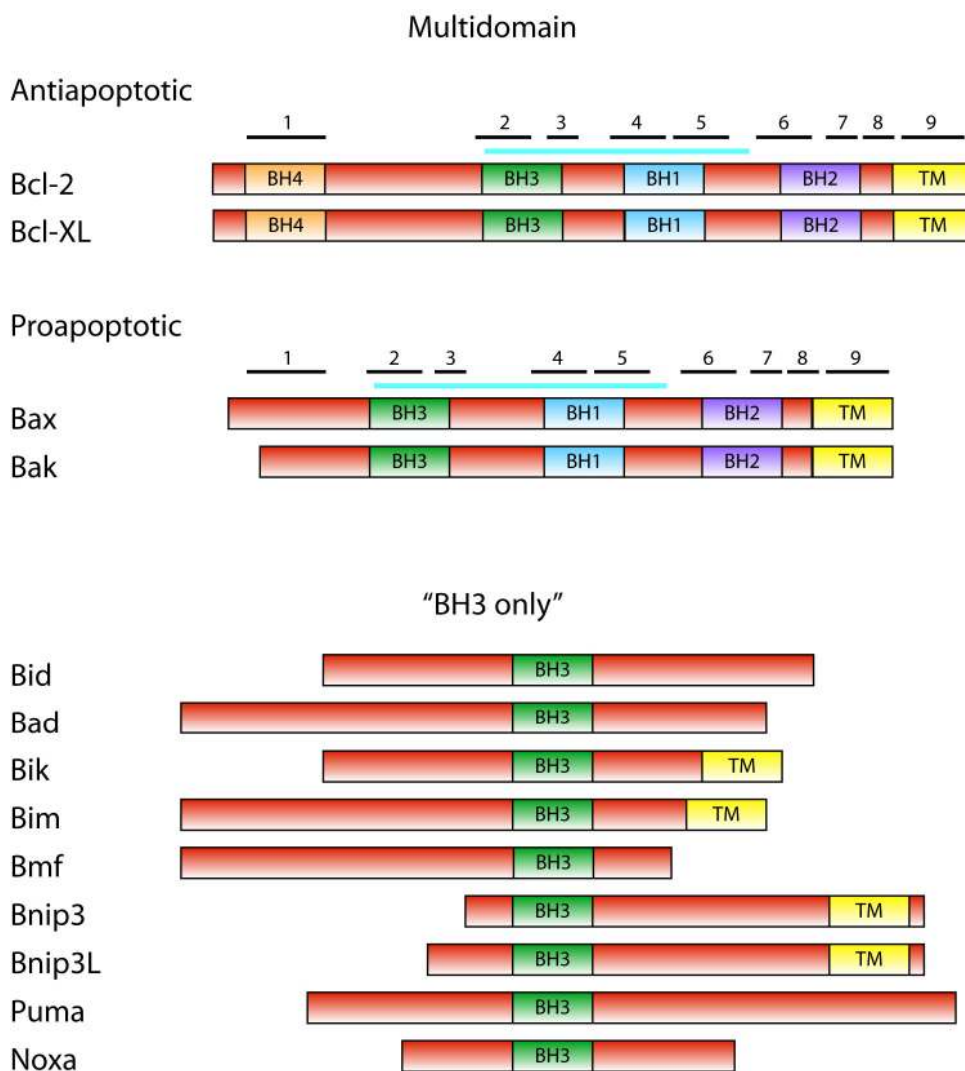 Multidomain
Antiapoptotic
1 2 3 4 5 6 7 8 9
Bcl-2 BH4 BH3 BH1 BH2 TM
Bcl-XL BH4 BH3 BH1 BH2 TM
Proapoptotic
1 2 3 4 5 6 7 8 9
Bax BH3 BH1 BH2 TM
Bak BH3 BH1 BH2 TM
“BH3 only”
Bid BH3
Bad BH3
Bik BH3 TM
Bim BH3 TM
Bmf BH3
Bnip3 BH3 TM
Bnip3L BH3 TM
Puma BH3
Noxa BH3